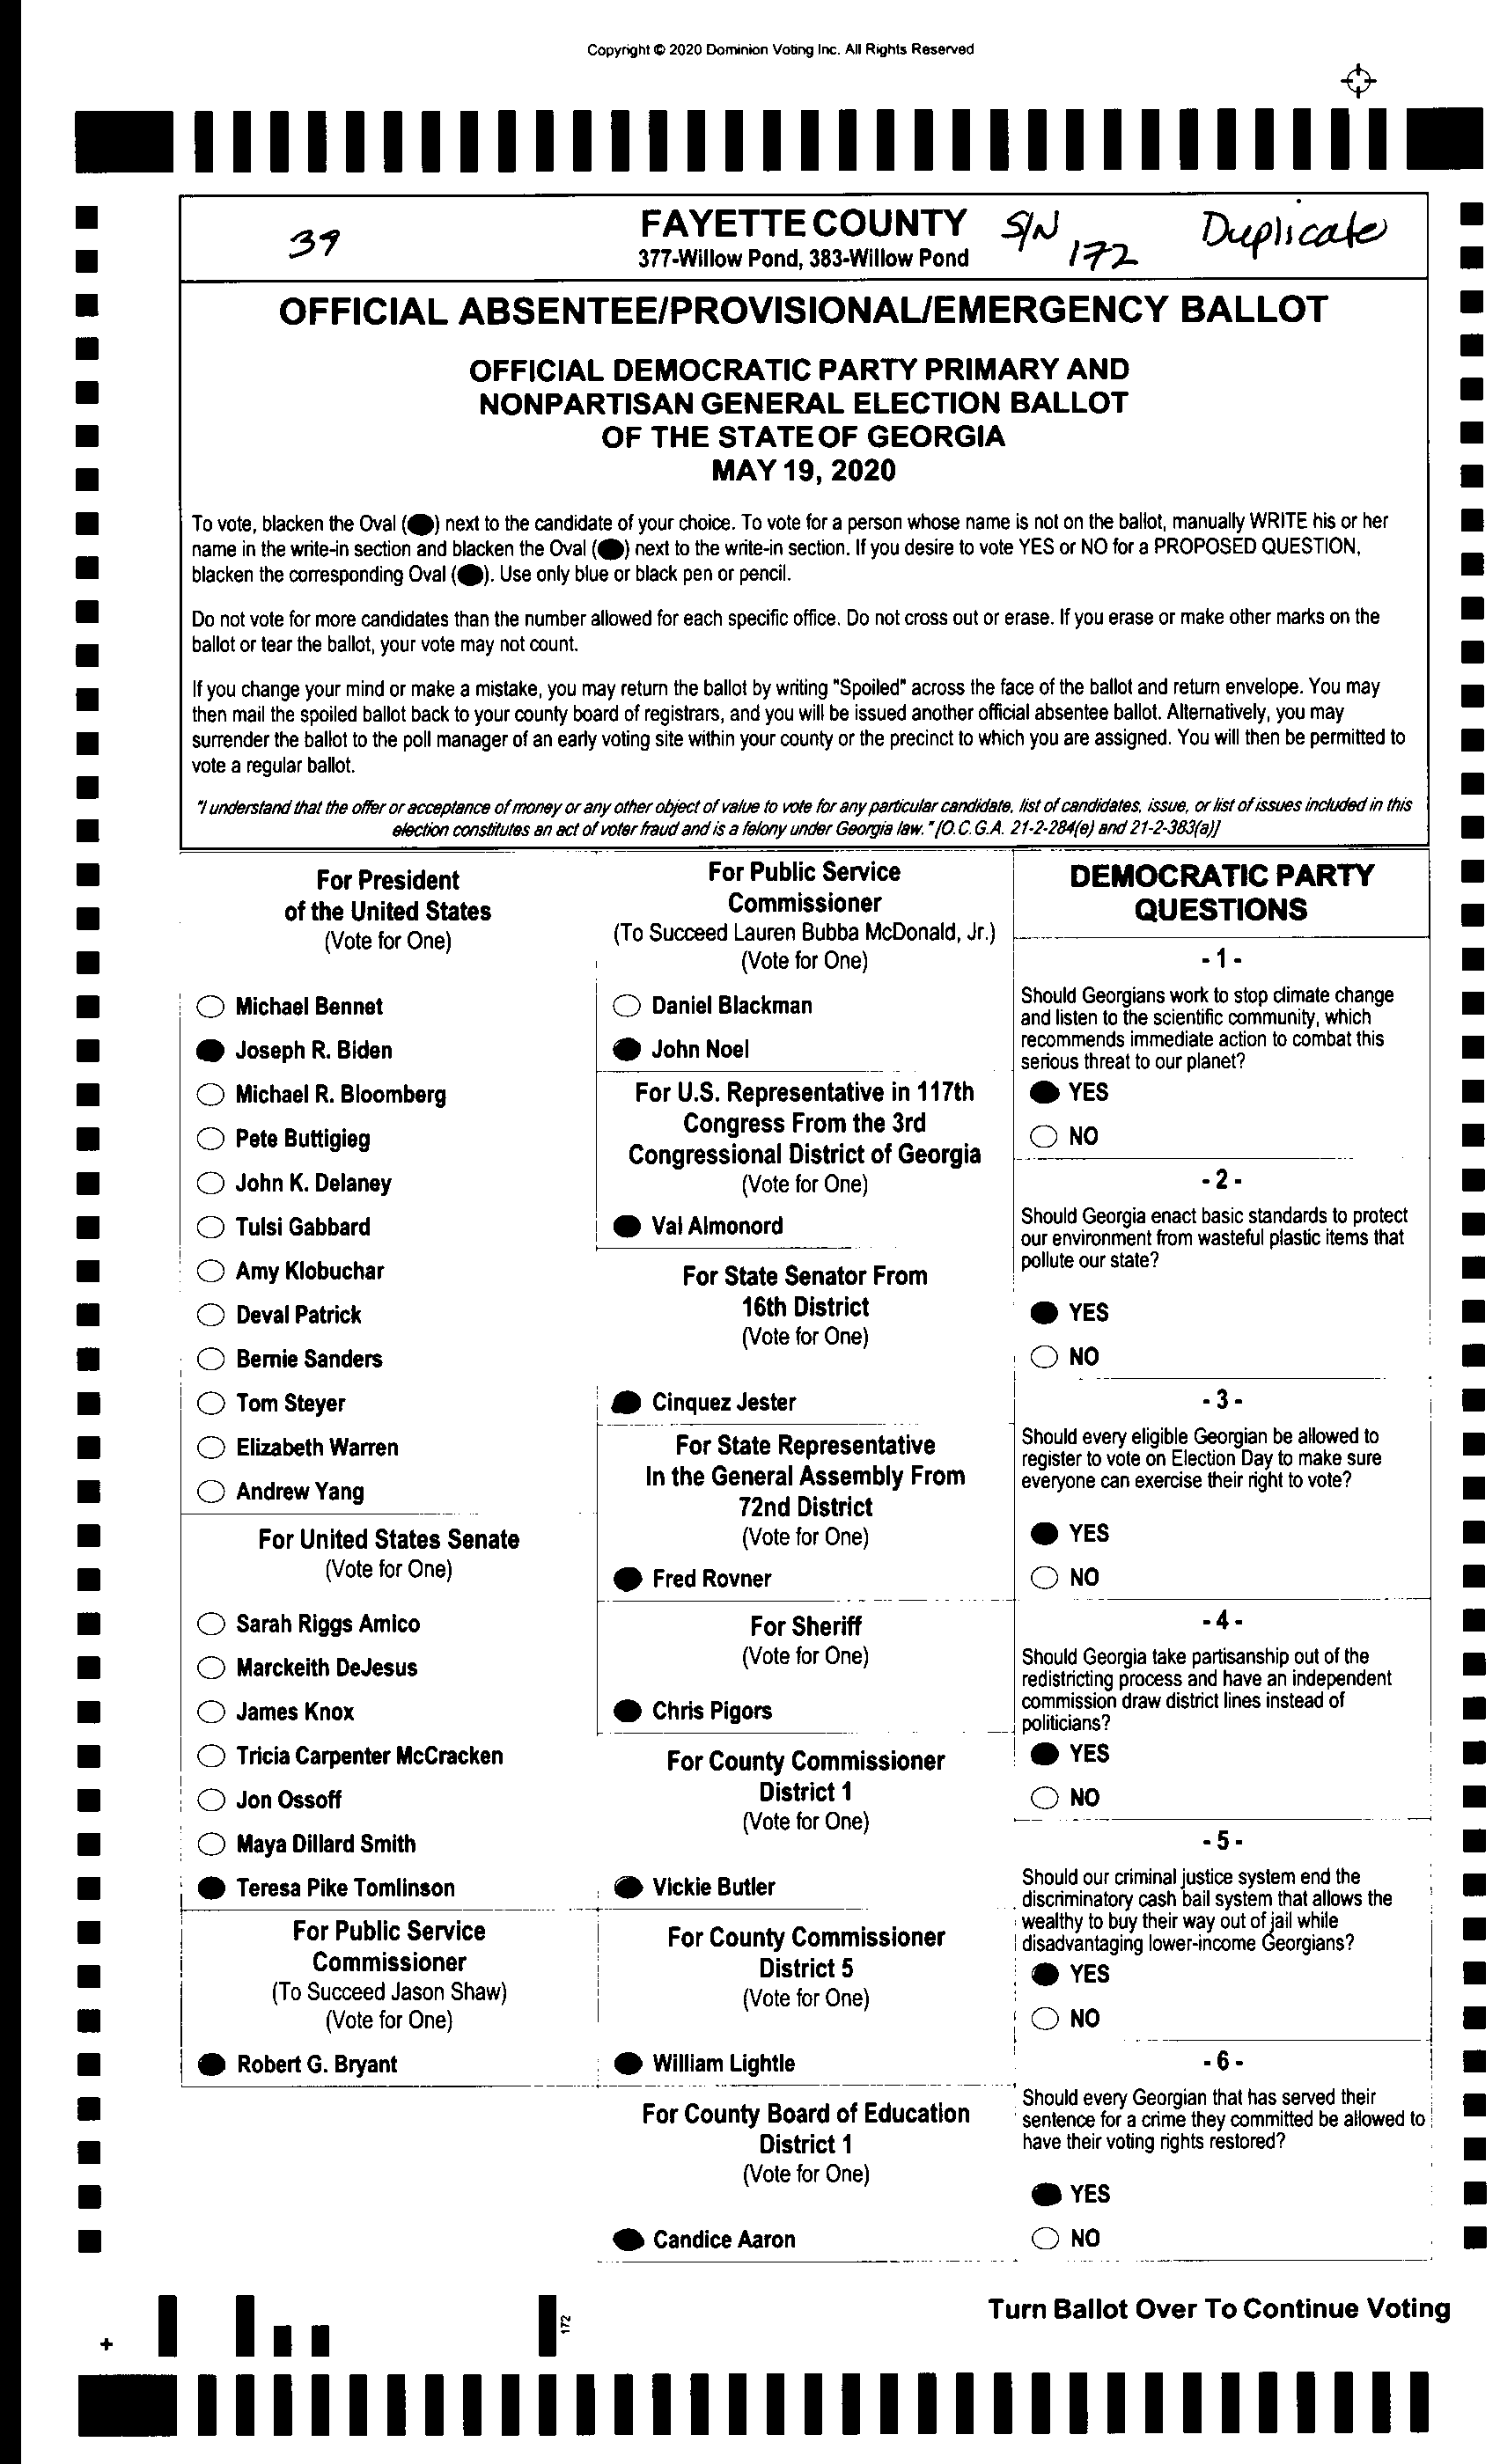 Copyright © 2020 Dominion Voting Inc. All Rights Reserved
39
FAYETTE COUNTY
377-Willow Pond, 383-Willow Pond
S/N 172
Duplicate
OFFICIAL ABSENTEE/PROVISIONAL/EMERGENCY BALLOT
OFFICIAL DEMOCRATIC PARTY PRIMARY AND
NONPARTISAN GENERAL ELECTION BALLOT
OF THE STATE OF GEORGIA
MAY 19, 2020
To vote, blacken the Oval () next to the candidate of your choice. To vote for a person whose name is not on the ballot, manually WRITE his or her
name in the write-in section and blacken the Oval () next to the write-in section. If you desire to vote YES or NO for a PROPOSED QUESTION,
blacken the corresponding Oval (). Use only blue or black pen or pencil.
Do not vote for more candidates than the number allowed for each specific office. Do not cross out or erase. If you erase or make other marks on the
ballot or tear the ballot, your vote may not count.
If you change your mind or make a mistake, you may return the ballot by writing "Spoiled" across the face of the ballot and return envelope. You may
then mail the spoiled ballot back to your county board of registrars, and you will be issued another official absentee ballot. Alternatively, you may
surrender the ballot to the poll manager of an early voting site within your county or the precinct to which you are assigned. You will then be permitted to
vote a regular ballot.
"I understand that the offer or acceptance of money or any other object of value to vote for any particular candidate, list of candidates, issue, or list of issues included in this
election constitutes an act of voter fraud and is a felony under Georgia law." [O.C.G.A. 21-2-284(e) and 21-2-383(a)]
For President
of the United States
(Vote for One)
Michael Bennet
Joseph R. Biden
Michael R. Bloomberg
Pete Buttigieg
John K. Delaney
Tulsi Gabbard
Amy Klobuchar
Deval Patrick
Bernie Sanders
Tom Steyer
Elizabeth Warren
Andrew Yang
For United States Senate
(Vote for One)
Sarah Riggs Amico
Marckeith DeJesus
James Knox
Tricia Carpenter McCracken
Jon Ossoff
Maya Dillard Smith
Teresa Pike Tomlinson
For Public Service
Commissioner
(To Succeed Jason Shaw)
(Vote for One)
Robert G. Bryant
For Public Service
Commissioner
(To Succeed Lauren Bubba McDonald, Jr.)
(Vote for One)
Daniel Blackman
John Noel
For U.S. Representative in 117th
Congress From the 3rd
Congressional District of Georgia
(Vote for One)
Val Almonord
For State Senator From
16th District
(Vote for One)
Cinquez Jester
For State Representative
In the General Assembly From
72nd District
(Vote for One)
Fred Rovner
For Sheriff
(Vote for One)
Chris Pigors
For County Commissioner
District 1
(Vote for One)
Vickie Butler
For County Commissioner
District 5
(Vote for One)
William Lightle
For County Board of Education
District 1
(Vote for One)
Candice Aaron
DEMOCRATIC PARTY
QUESTIONS
- 1 -
Should Georgians work to stop climate change
and listen to the scientific community, which
recommends immediate action to combat this
serious threat to our planet?
YES
NO
- 2 -
Should Georgia enact basic standards to protect
our environment from wasteful plastic items that
pollute our state?
YES
NO
- 3 -
Should every eligible Georgian be allowed to
register to vote on Election Day to make sure
everyone can exercise their right to vote?
YES
NO
- 4 -
Should Georgia take partisanship out of the
redistricting process and have an independent
commission draw district lines instead of
politicians?
YES
NO
- 5 -
Should our criminal justice system end the
discriminatory cash bail system that allows the
wealthy to buy their way out of jail while
disadvantaging lower-income Georgians?
YES
NO
- 6 -
Should every Georgian that has served their
sentence for a crime they committed be allowed to
have their voting rights restored?
YES
NO
Turn Ballot Over To Continue Voting
172
+